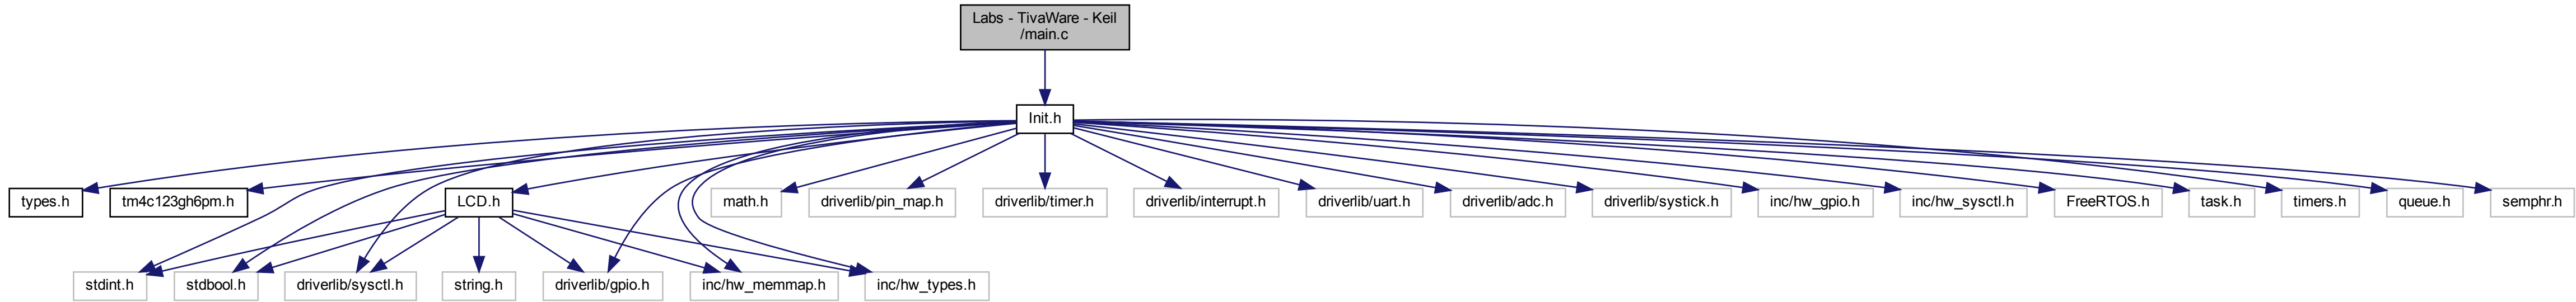 Labs - TivaWare - Keil
/main.c
Init.h
types.h
tm4c123gh6pm.h
LCD.h
math.h
driverlib/pin_map.h
driverlib/timer.h
driverlib/interrupt.h
driverlib/uart.h
driverlib/adc.h
driverlib/systick.h
inc/hw_gpio.h
inc/hw_sysctl.h
FreeRTOS.h
task.h
timers.h
queue.h
semphr.h
stdint.h
stdbool.h
driverlib/sysctl.h
string.h
driverlib/gpio.h
inc/hw_memmap.h
inc/hw_types.h